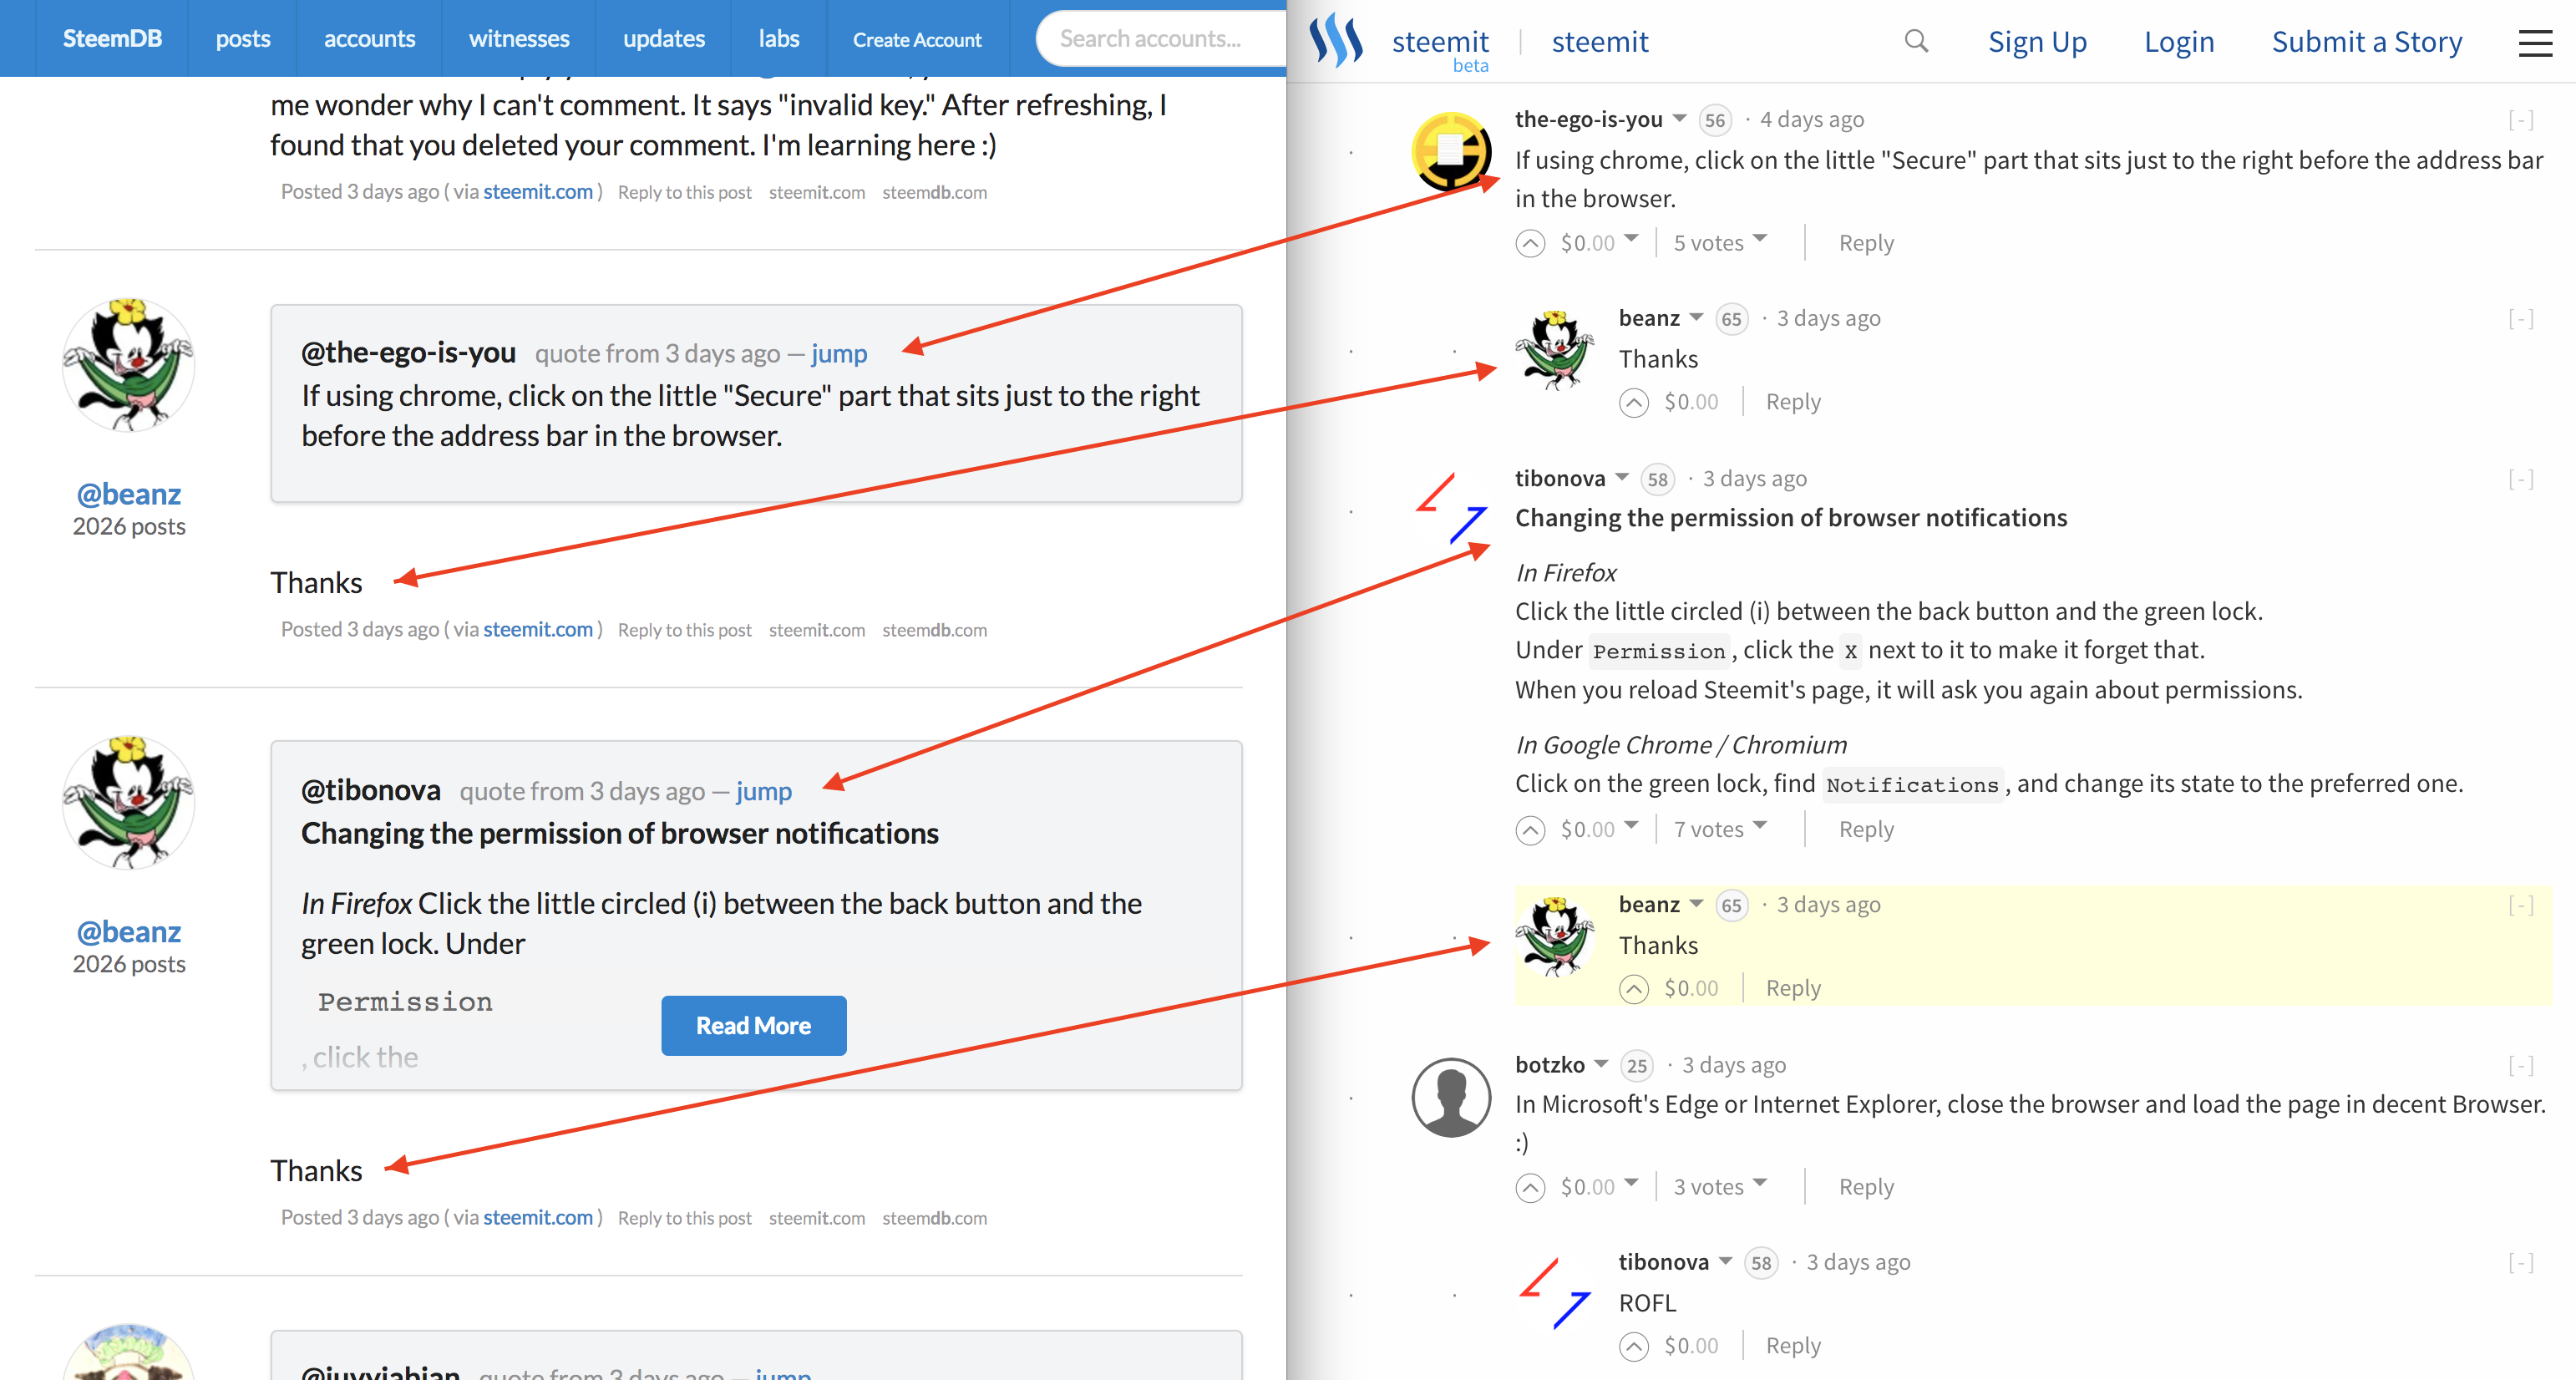 SteemDB posts accounts witnesses updates labs Create Account Search accounts...
me wonder why I can't comment. It says "invalid key." After refreshing, I
found that you deleted your comment. I'm learning here :)
Posted 3 days ago ( via steemit.com ) Reply to this post steemit.com steemdb.com
@the-ego-is-you quote from 3 days ago — jump
If using chrome, click on the little "Secure" part that sits just to the right
before the address bar in the browser.
@beanz
2026 posts
Thanks
Posted 3 days ago ( via steemit.com ) Reply to this post steemit.com steemdb.com
@tibonova quote from 3 days ago — jump
Changing the permission of browser notifications
In Firefox Click the little circled (i) between the back button and the
green lock. Under
Permission
, click the
Read More
@beanz
2026 posts
Thanks
Posted 3 days ago ( via steemit.com ) Reply to this post steemit.com steemdb.com
quote from 3 days ago — jump
steemit beta | steemit Sign Up Login Submit a Story
the-ego-is-you 56 · 4 days ago [-]
If using chrome, click on the little "Secure" part that sits just to the right before the address bar
in the browser.
$0.00 5 votes Reply
beanz 65 · 3 days ago [-]
Thanks
$0.00 Reply
tibonova 58 · 3 days ago [-]
Changing the permission of browser notifications
In Firefox
Click the little circled (i) between the back button and the green lock.
Under Permission , click the X next to it to make it forget that.
When you reload Steemit's page, it will ask you again about permissions.
In Google Chrome / Chromium
Click on the green lock, find Notifications , and change its state to the preferred one.
$0.00 7 votes Reply
beanz 65 · 3 days ago [-]
Thanks
$0.00 Reply
botzko 25 · 3 days ago [-]
In Microsoft's Edge or Internet Explorer, close the browser and load the page in decent Browser.
:)
$0.00 3 votes Reply
tibonova 58 · 3 days ago [-]
ROFL
$0.00 Reply